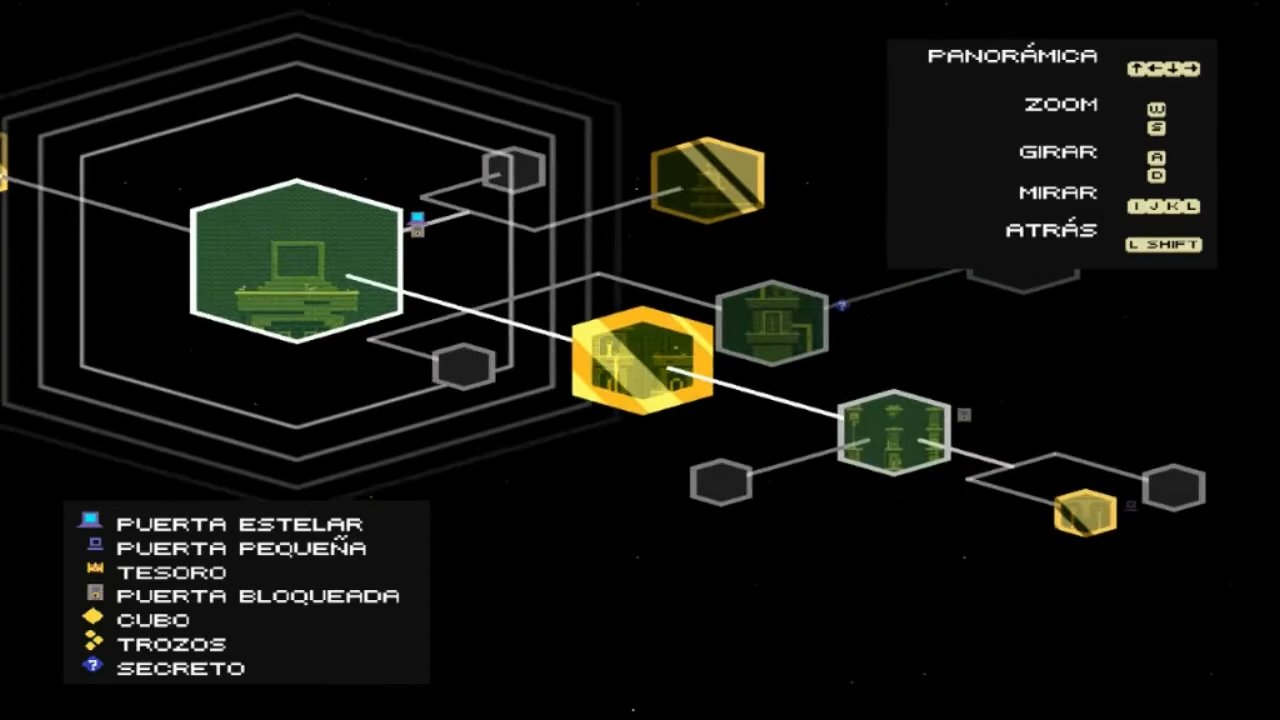 PANORÁMICA ↑←↓→
ZOOM W S
GIRAR A D
MIRAR I J K L
ATRÁS L SHIFT
PUERTA ESTELAR
PUERTA PEQUEÑA
TESORO
PUERTA BLOQUEADA
CUBO
TROZOS
? SECRETO